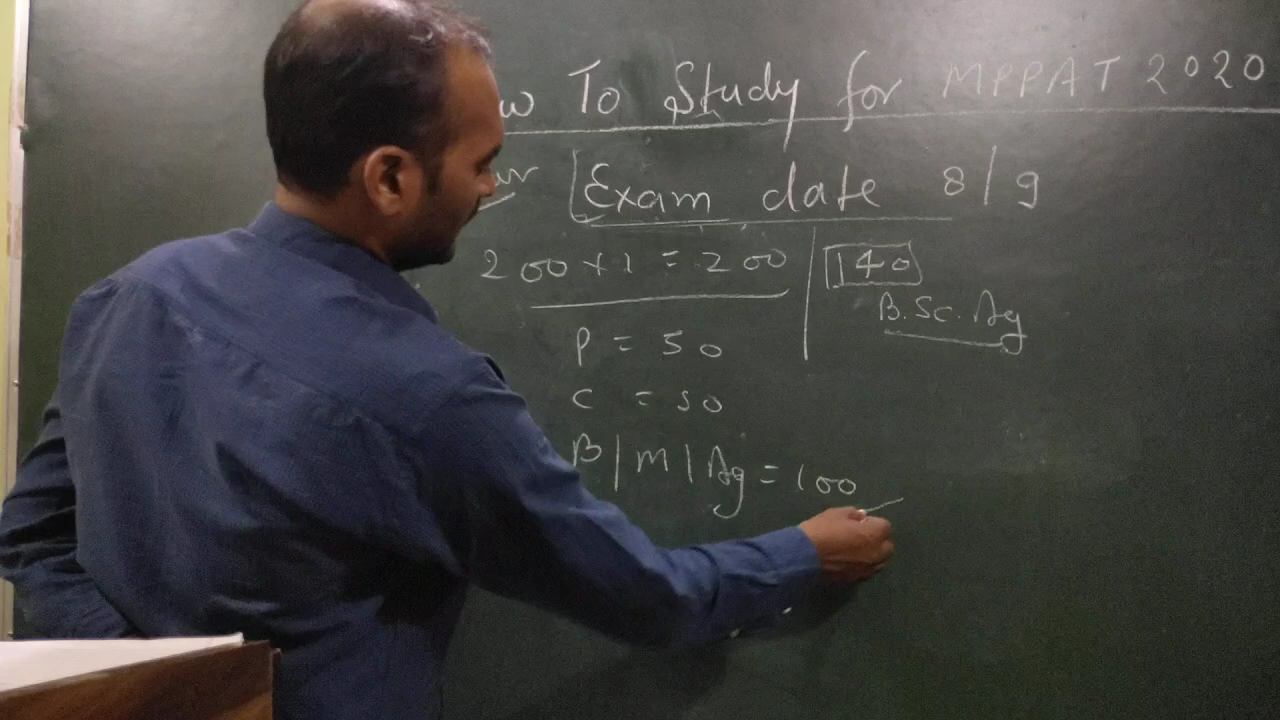 w To Study for MPPAT 2020
Exam date 8/9
200 × 1 = 200
140
B.Sc. Ag
P = 50
C = 50
B | M | Ag = 100